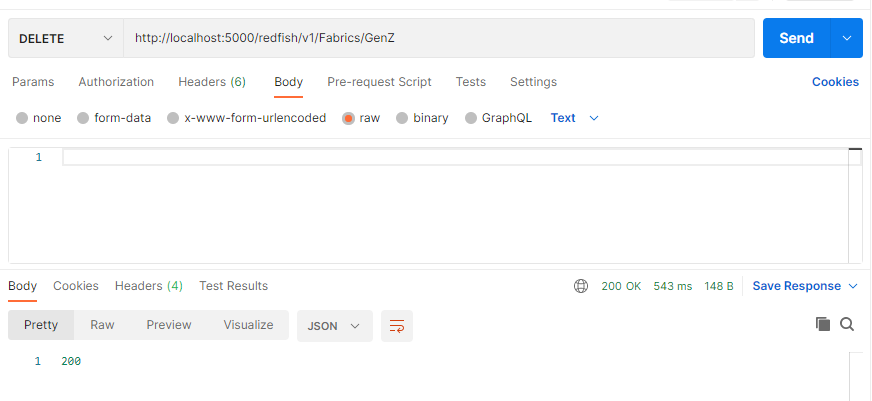 DELETE http://localhost:5000/redfish/v1/Fabrics/GenZ Send
Params Authorization Headers (6) Body Pre-request Script Tests Settings Cookies
none form-data x-www-form-urlencoded raw binary GraphQL Text
1
Body Cookies Headers (4) Test Results 200 OK 543 ms 148 B Save Response
Pretty Raw Preview Visualize JSON
1 200